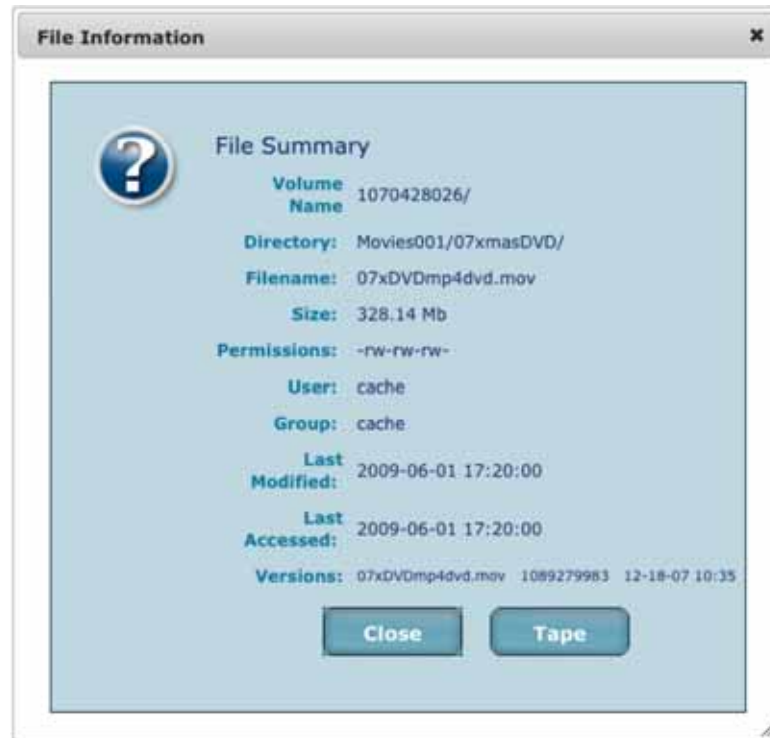 File Information
File Summary
Volume
Name 1070428026/
Directory: Movies001/07xmasDVD/
Filename: 07xDVDmp4dvd.mov
Size: 328.14 Mb
Permissions: -rw-rw-rw-
User: cache
Group: cache
Last
Modified: 2009-06-01 17:20:00
Last
Accessed: 2009-06-01 17:20:00
Versions: 07xDVDmp4dvd.mov 1089279983 12-18-07 10:35
Close Tape